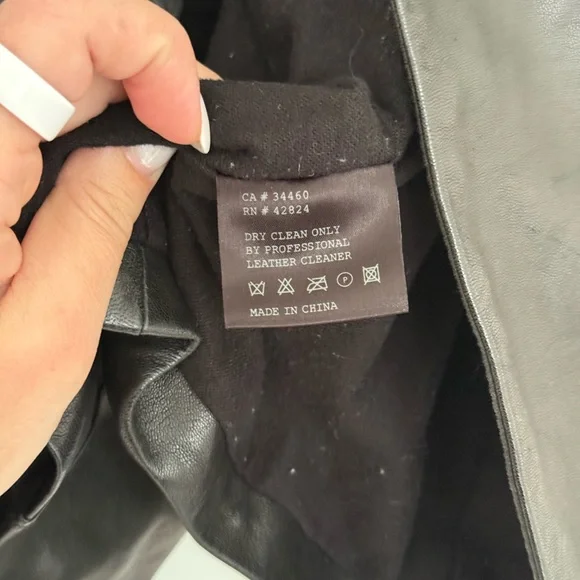 CA # 34460
RN # 42824
DRY CLEAN ONLY
BY PROFESSIONAL
LEATHER CLEANER
P
MADE IN CHINA